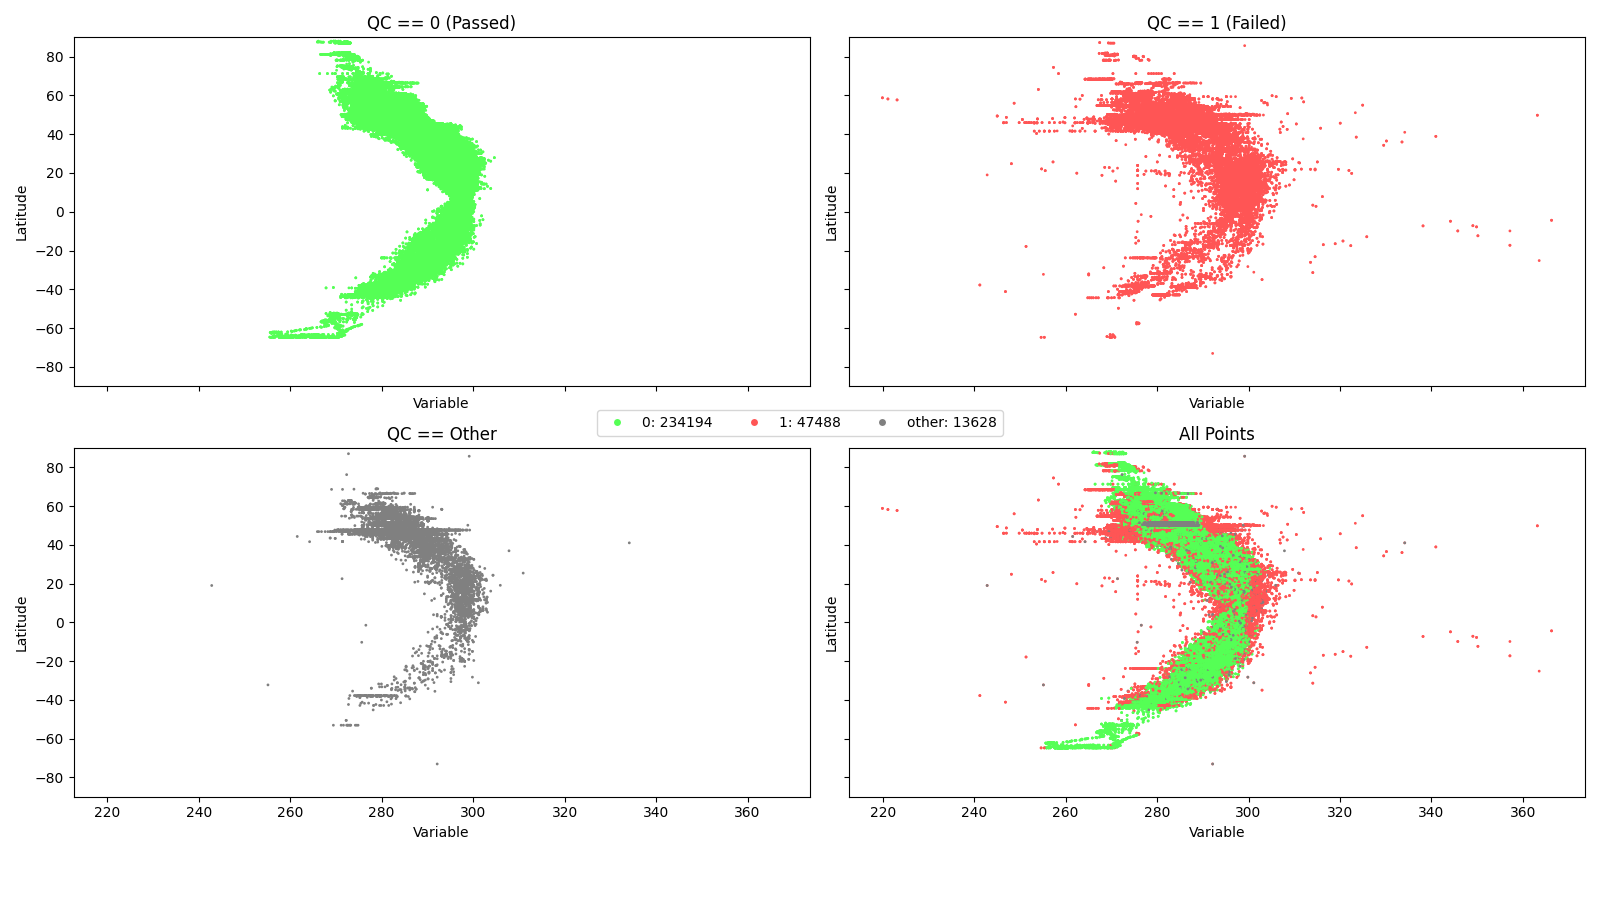 QC == 0 (Passed)
QC == 1 (Failed)
Latitude
80
60
40
20
0
−20
−40
−60
−80
Variable
Latitude
Variable
0: 234194
1: 47488
other: 13628
QC == Other
All Points
Latitude
80
60
40
20
0
−20
−40
−60
−80
220
240
260
280
300
320
340
360
Variable
Latitude
220
240
260
280
300
320
340
360
Variable